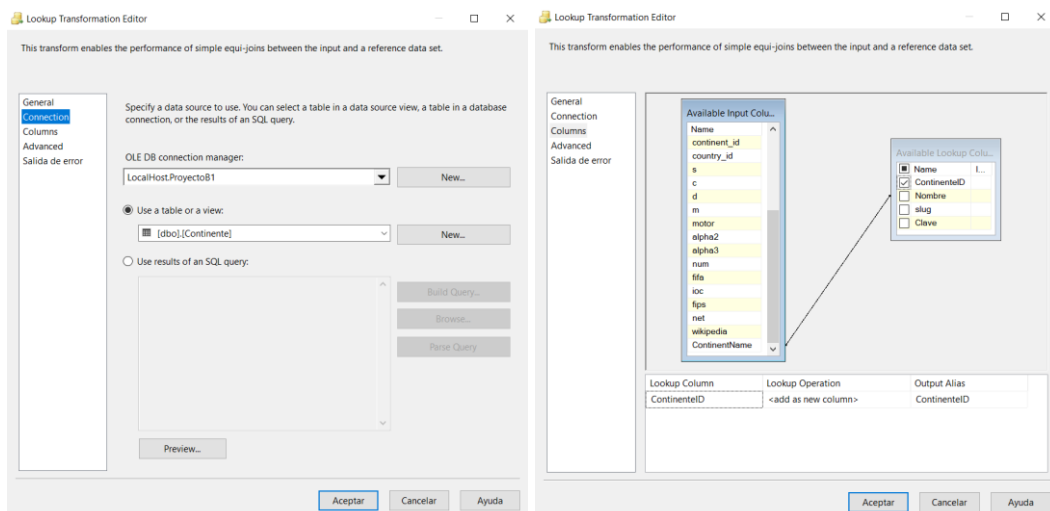 Lookup Transformation Editor
This transform enables the performance of simple equi-joins between the input and a reference data set.
General
Connection
Columns
Advanced
Salida de error
Specify a data source to use. You can select a table in a data source view, a table in a database
connection, or the results of an SQL query.
OLE DB connection manager:
LocalHost.ProyectoB1
New...
Use a table or a view:
[dbo].[Continente]
New...
Use results of an SQL query:
Build Query...
Browse...
Parse Query
Preview...
Aceptar
Cancelar
Ayuda
Lookup Transformation Editor
This transform enables the performance of simple equi-joins between the input and a reference data set.
General
Connection
Columns
Advanced
Salida de error
Available Input Colu...
Name
continent_id
country_id
s
c
d
m
motor
alpha2
alpha3
num
fifa
ioc
fips
net
wikipedia
ContinentName
Available Lookup Colu...
Name I...
ContinenteID
Nombre
slug
Clave
Lookup Column Lookup Operation Output Alias
ContinenteID <add as new column> ContinenteID
Aceptar
Cancelar
Ayuda